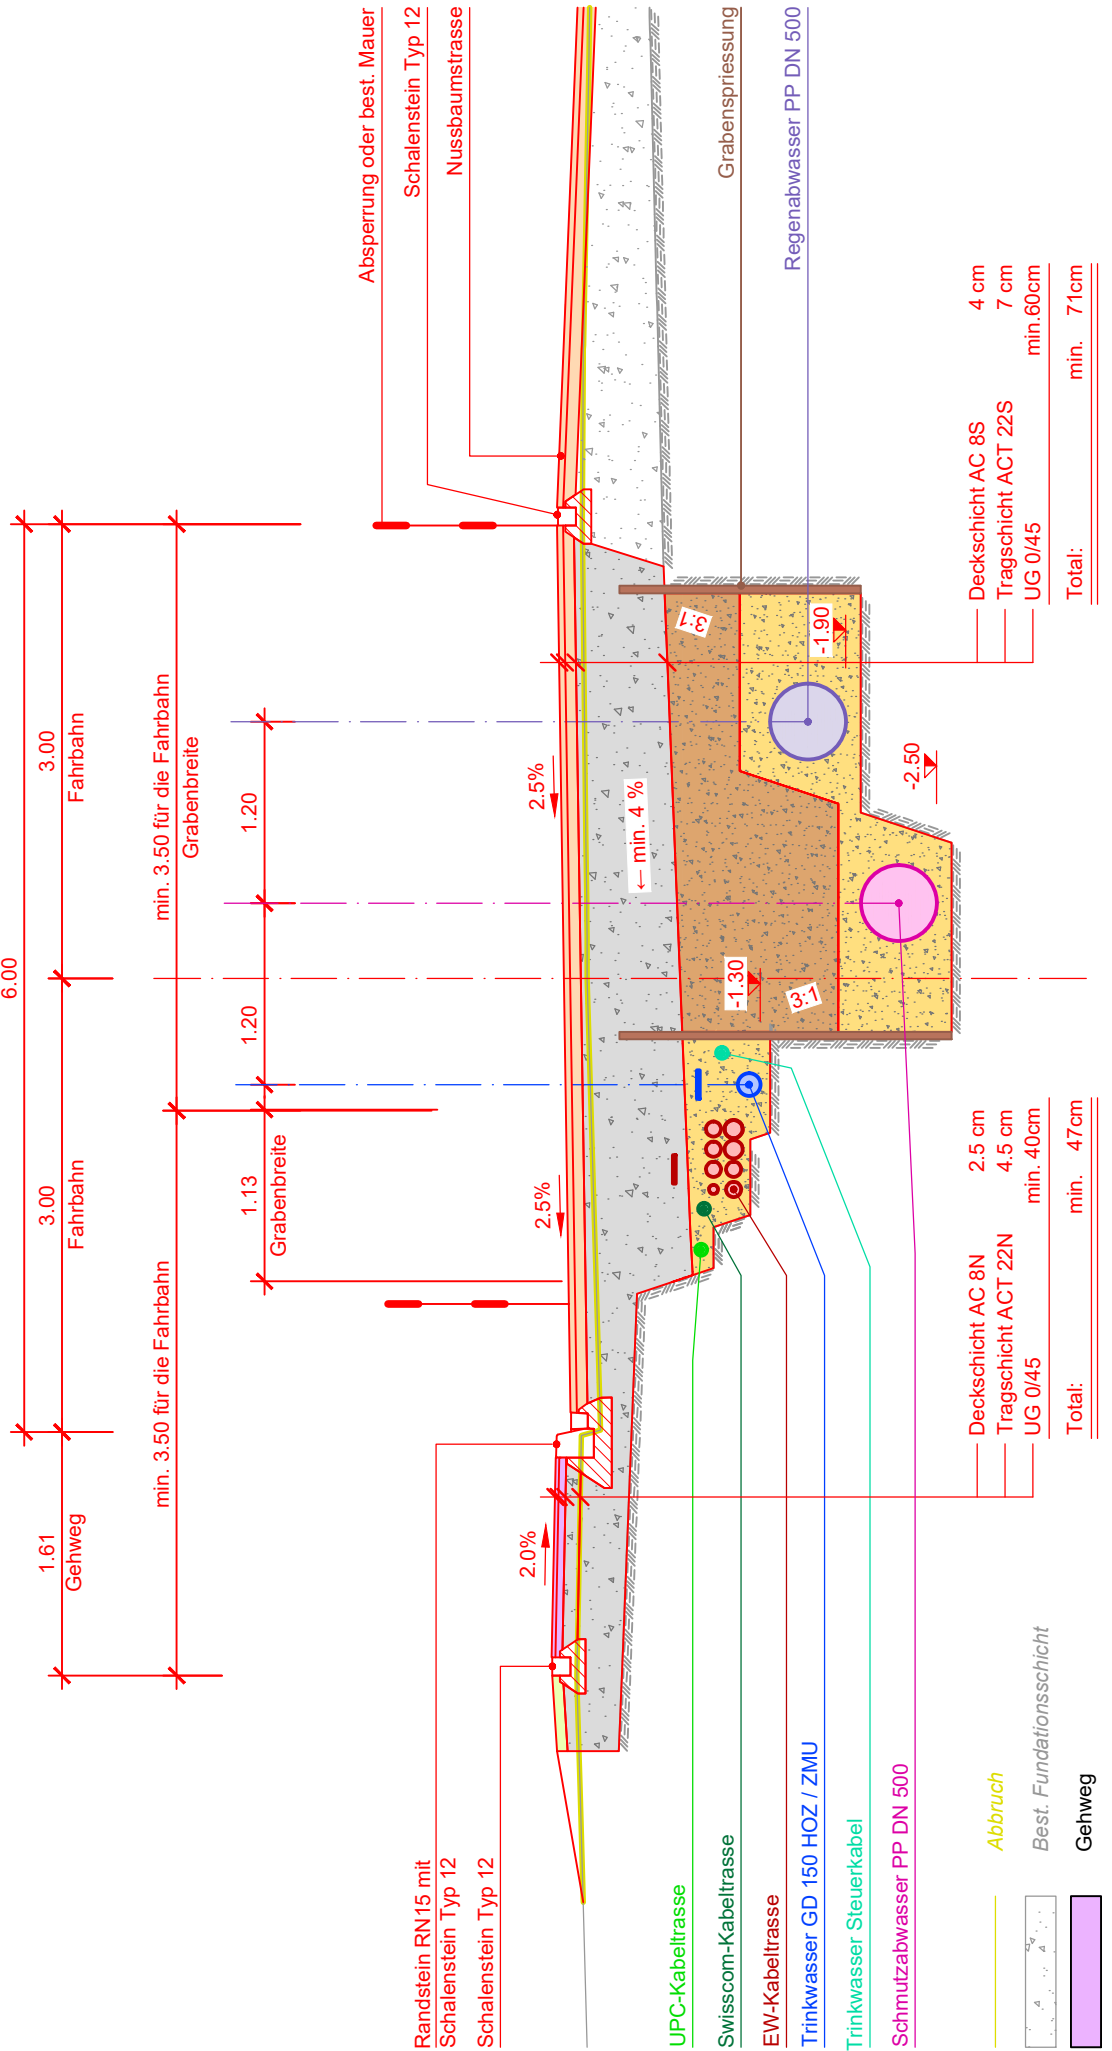 6.00
1.61
Gehweg
3.00
Fahrbahn
3.00
Fahrbahn
min. 3.50 für die Fahrbahn
min. 3.50 für die Fahrbahn
Grabenbreite
1.13
Grabenbreite
1.20
1.20
Absperrung oder best. Mauer
Schalenstein Typ 12
Nussbaumstrasse
Randstein RN15 mit
Schalenstein Typ 12
Schalenstein Typ 12
2.0%
2.5%
2.5%
← min. 4 %
3:1
3:1
-1.30
-1.90
-2.50
Grabenspriessung
Regenabwasser PP DN 500
UPC-Kabeltrasse
Swisscom-Kabeltrasse
EW-Kabeltrasse
Trinkwasser GD 150 HOZ / ZMU
Trinkwasser Steuerkabel
Schmutzabwasser PP DN 500
Deckschicht AC 8N 2.5 cm
Tragschicht ACT 22N 4.5 cm
UG 0/45 min. 40cm
Total: min. 47cm
Deckschicht AC 8S 4 cm
Tragschicht ACT 22S 7 cm
UG 0/45 min.60cm
Total: min. 71cm
Abbruch
Best. Fundationsschicht
Gehweg